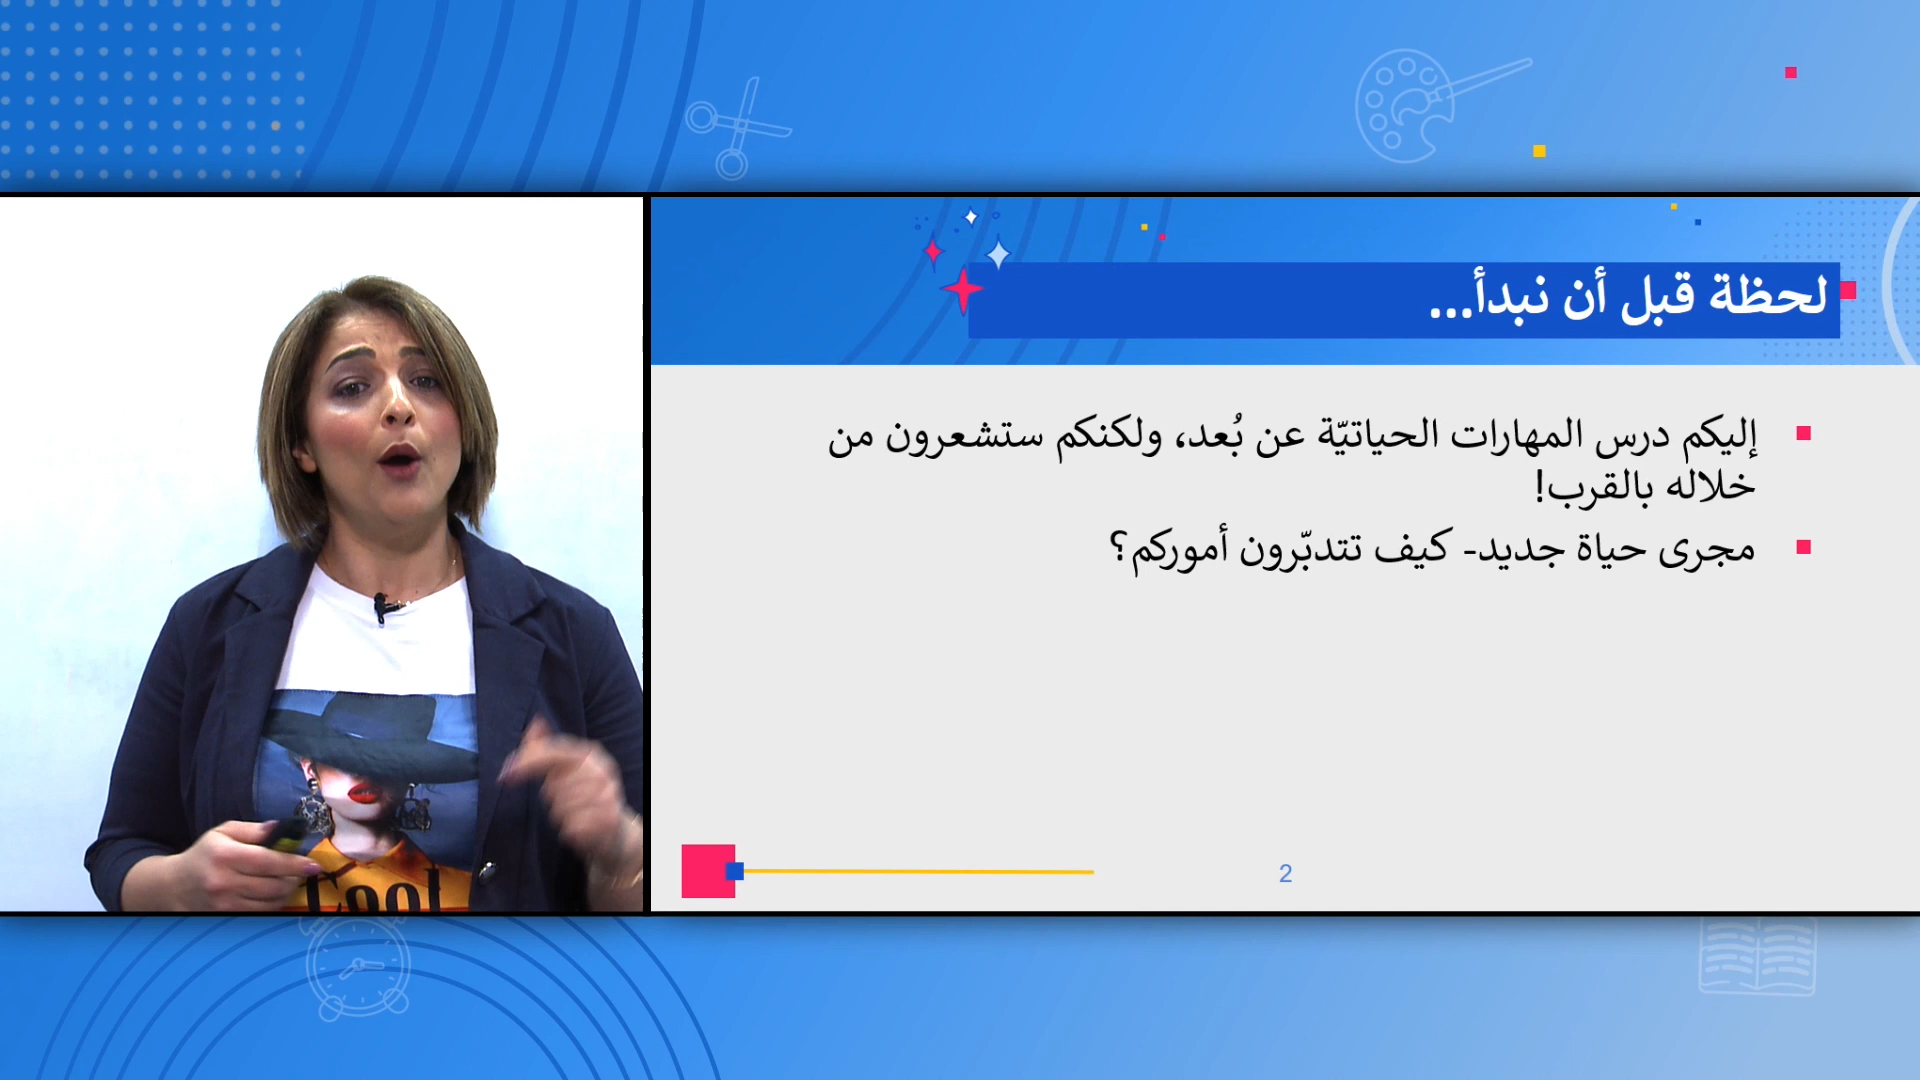 لحظة قبل أن نبدأ...
إليكم درس المهارات الحياتيّة عن بُعد، ولكنكم ستشعرون من
خلاله بالقرب!
مجرى حياة جديد- كيف تتدبّرون أموركم؟
2
Cool